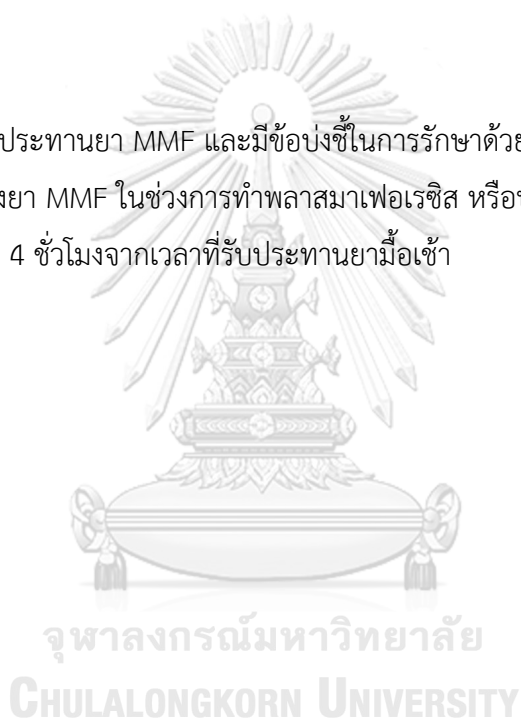 ประทานยา MMF และมีข้อบ่งชี้ในการรักษาด้วย
ยา MMF ในช่วงการทำพลาสมาเฟอเรซิส หรือ
4 ชั่วโมงจากเวลาที่รับประทานยามื้อเช้า
จุฬาลงกรณ์มหาวิทยาลัย
CHULALONGKORN UNIVERSITY